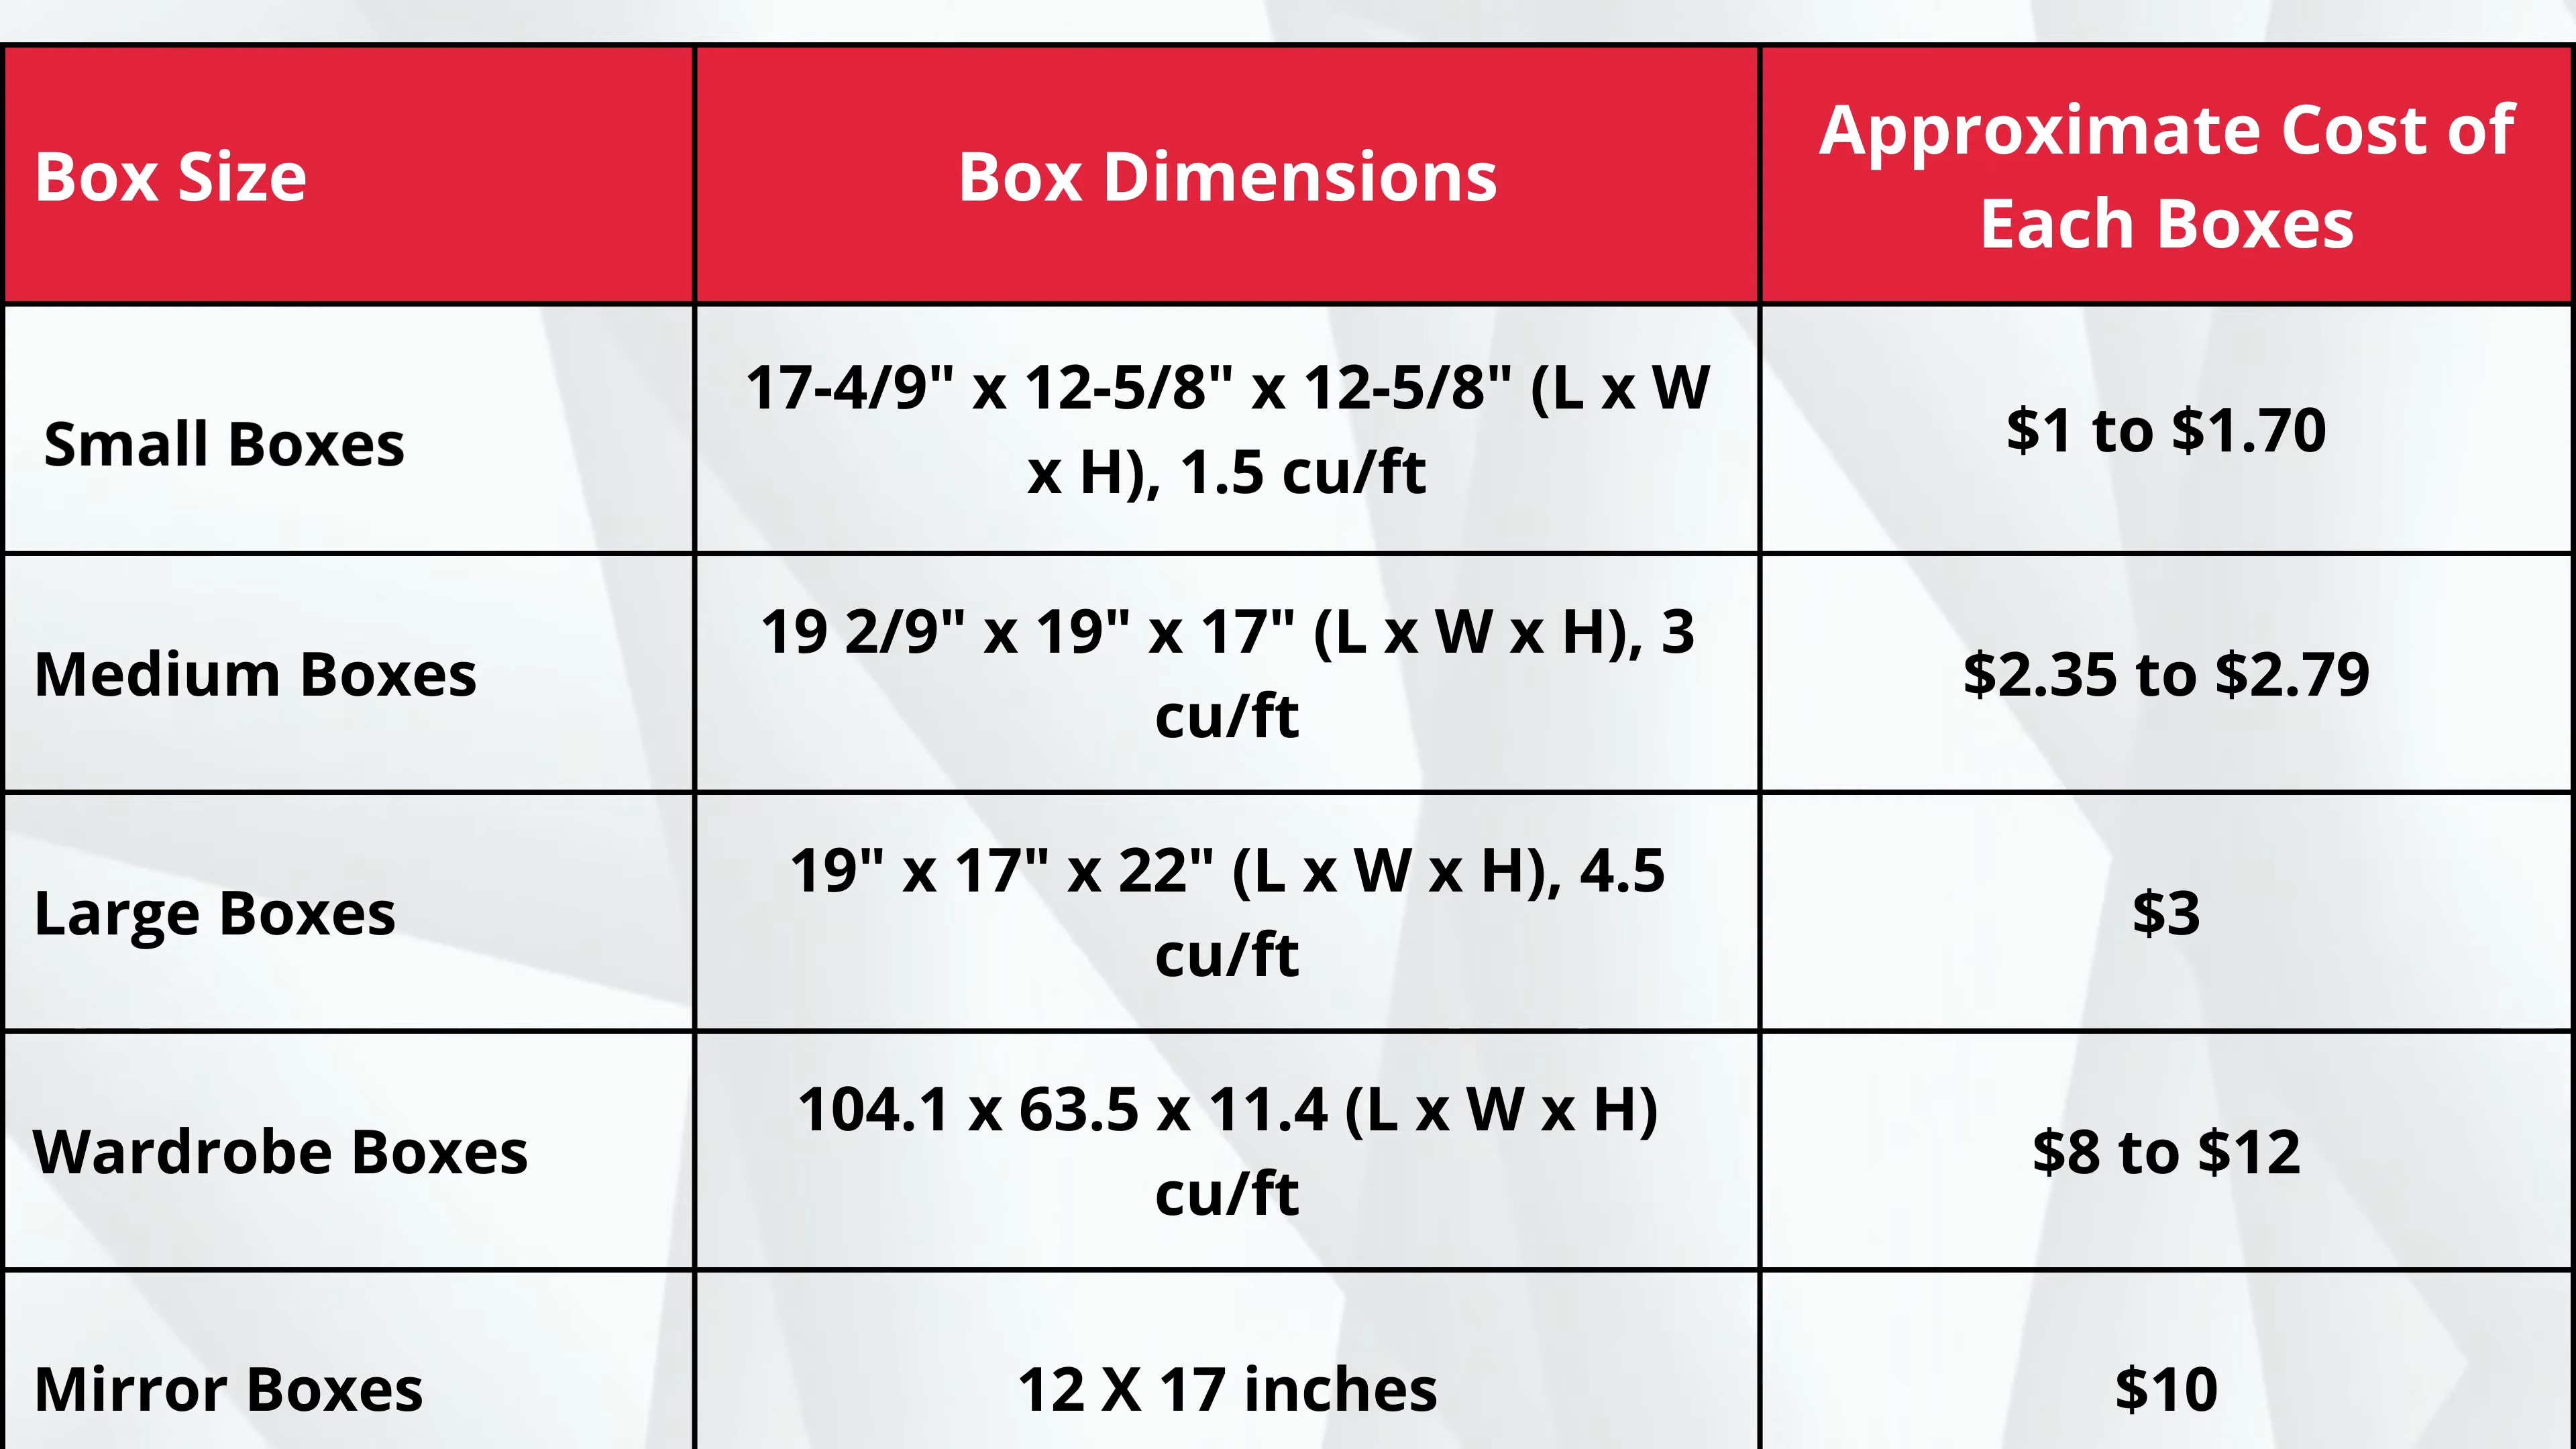 Box Size
Box Dimensions
Approximate Cost of
Each Boxes
Small Boxes
17-4/9" x 12-5/8" x 12-5/8" (L x W
x H), 1.5 cu/ft
$1 to $1.70
Medium Boxes
19 2/9" x 19" x 17" (L x W x H), 3
cu/ft
$2.35 to $2.79
Large Boxes
19" x 17" x 22" (L x W x H), 4.5
cu/ft
$3
Wardrobe Boxes
104.1 x 63.5 x 11.4 (L x W x H)
cu/ft
$8 to $12
Mirror Boxes
12 X 17 inches
$10